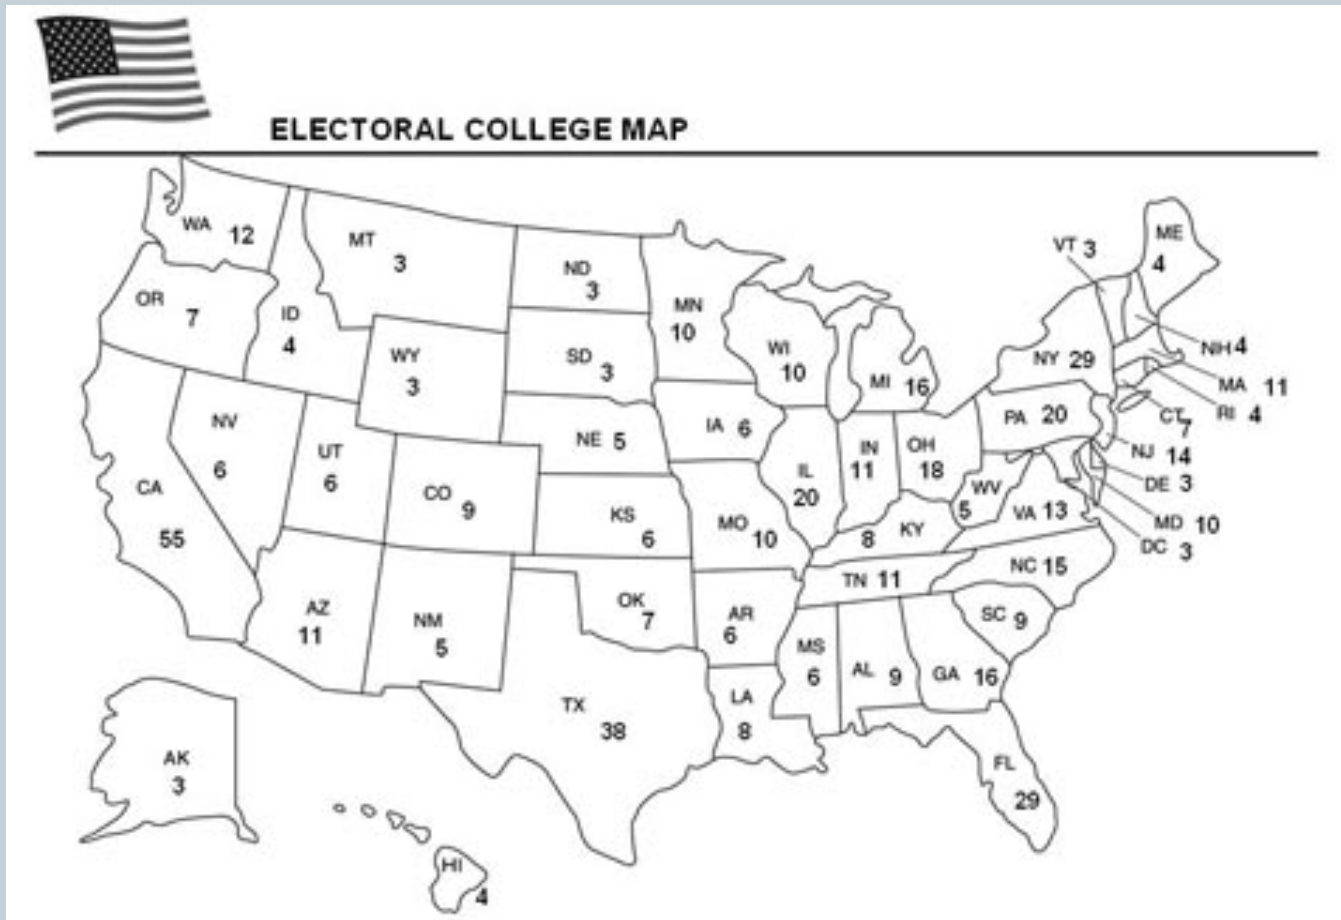 ELECTORAL COLLEGE MAP
WA 12
MT
3
VT 3
ME
4
OR
7
ID
4
ND
3
MN
10
WY
3
SD
3
WI
10
MI 16
NY 29
NH 4
MA 11
RI 4
CT
7
NJ 14
PA 20
DE 3
MD 10
DC 3
NV
6
UT
6
CA
55
CO
9
NE 5
IA 6
IL
20
IN
11
OH
18
WV
5
VA 13
KS
6
MO
10
8 KY
NC 15
TN 11
AZ
11
NM
5
OK
7
AR
6
SC 9
MS
6
AL 9
GA 16
TX
38
LA
8
FL
29
AK
3
HI
4